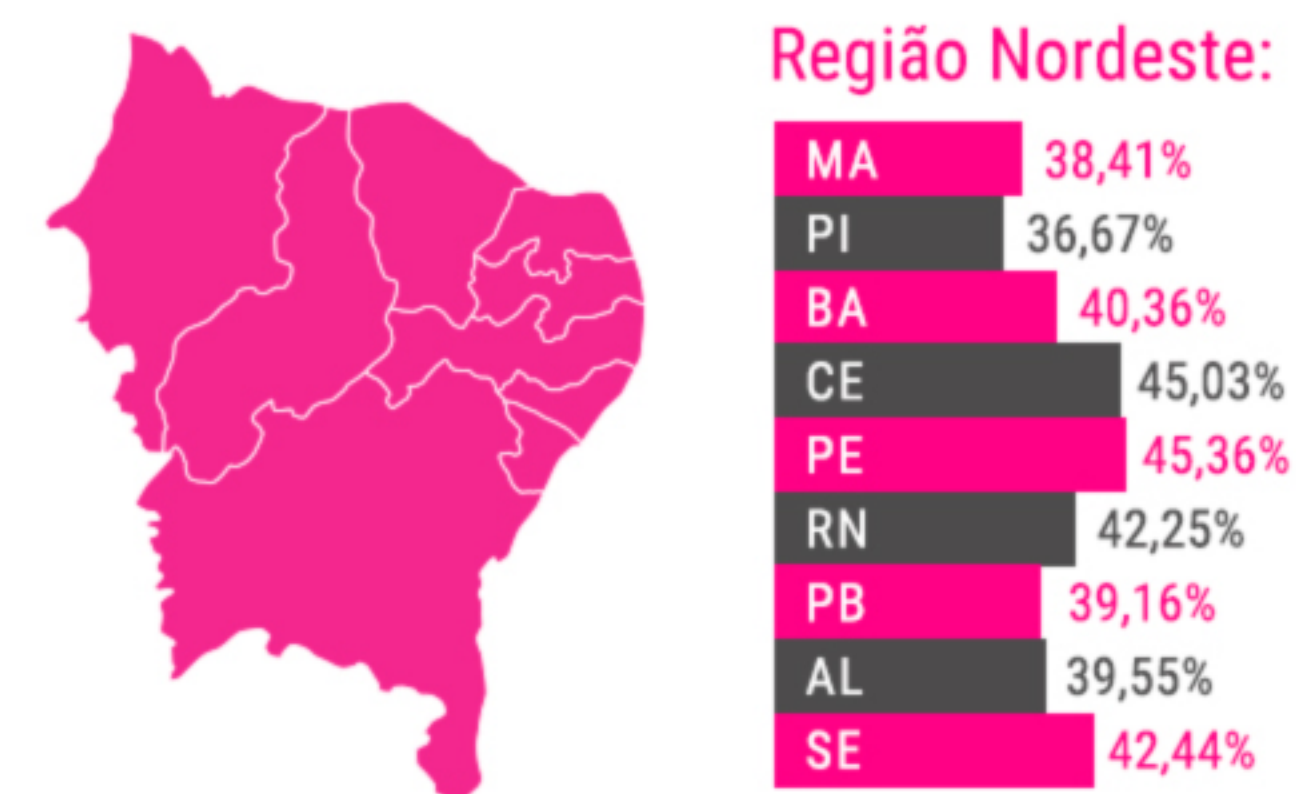 Região Nordeste:
MA 38,41%
PI 36,67%
BA 40,36%
CE 45,03%
PE 45,36%
RN 42,25%
PB 39,16%
AL 39,55%
SE 42,44%